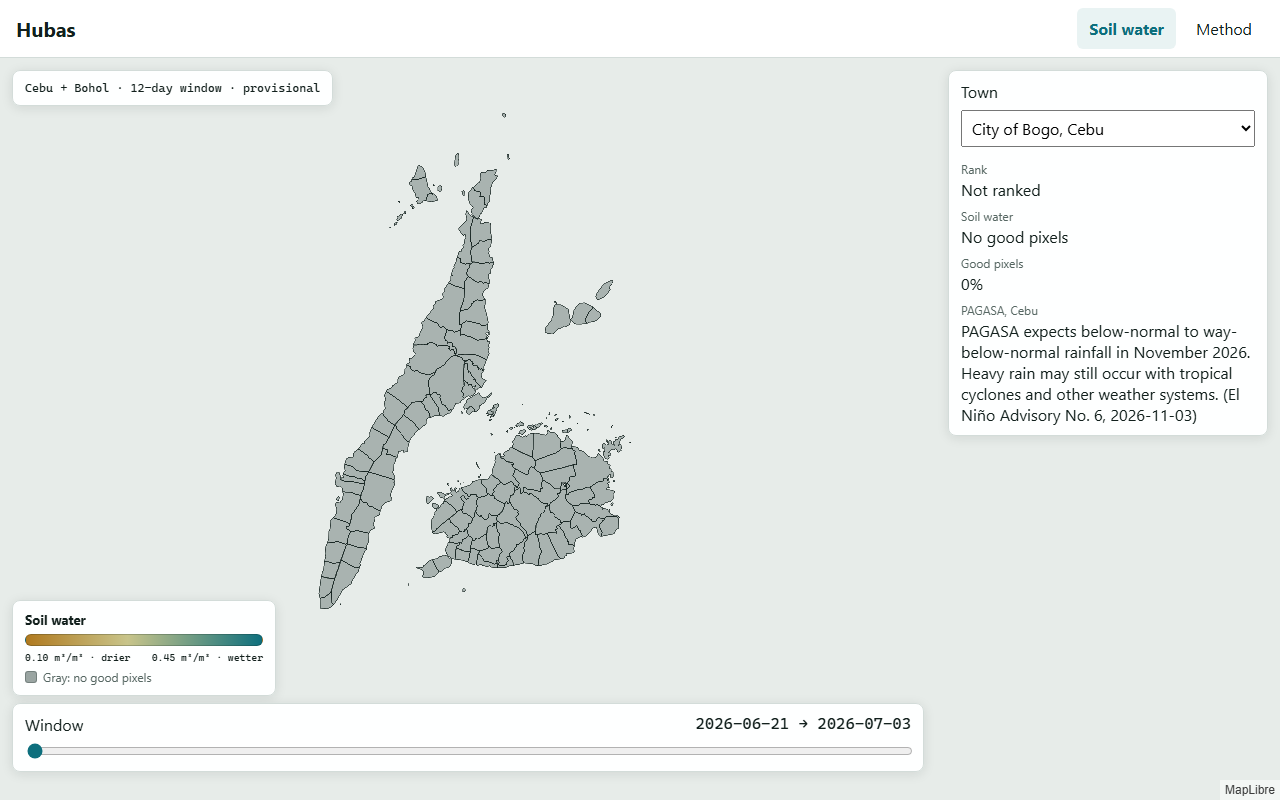 Hubas
Soil water
Method
Cebu + Bohol · 12-day window · provisional
Town
City of Bogo, Cebu
Rank
Not ranked
Soil water
No good pixels
Good pixels
0%
PAGASA, Cebu
PAGASA expects below-normal to way-
below-normal rainfall in November 2026.
Heavy rain may still occur with tropical
cyclones and other weather systems. (El
Niño Advisory No. 6, 2026-11-03)
Soil water
0.10 m³/m³ · drier
0.45 m³/m³ · wetter
Gray: no good pixels
Window
2026-06-21 → 2026-07-03
MapLibre